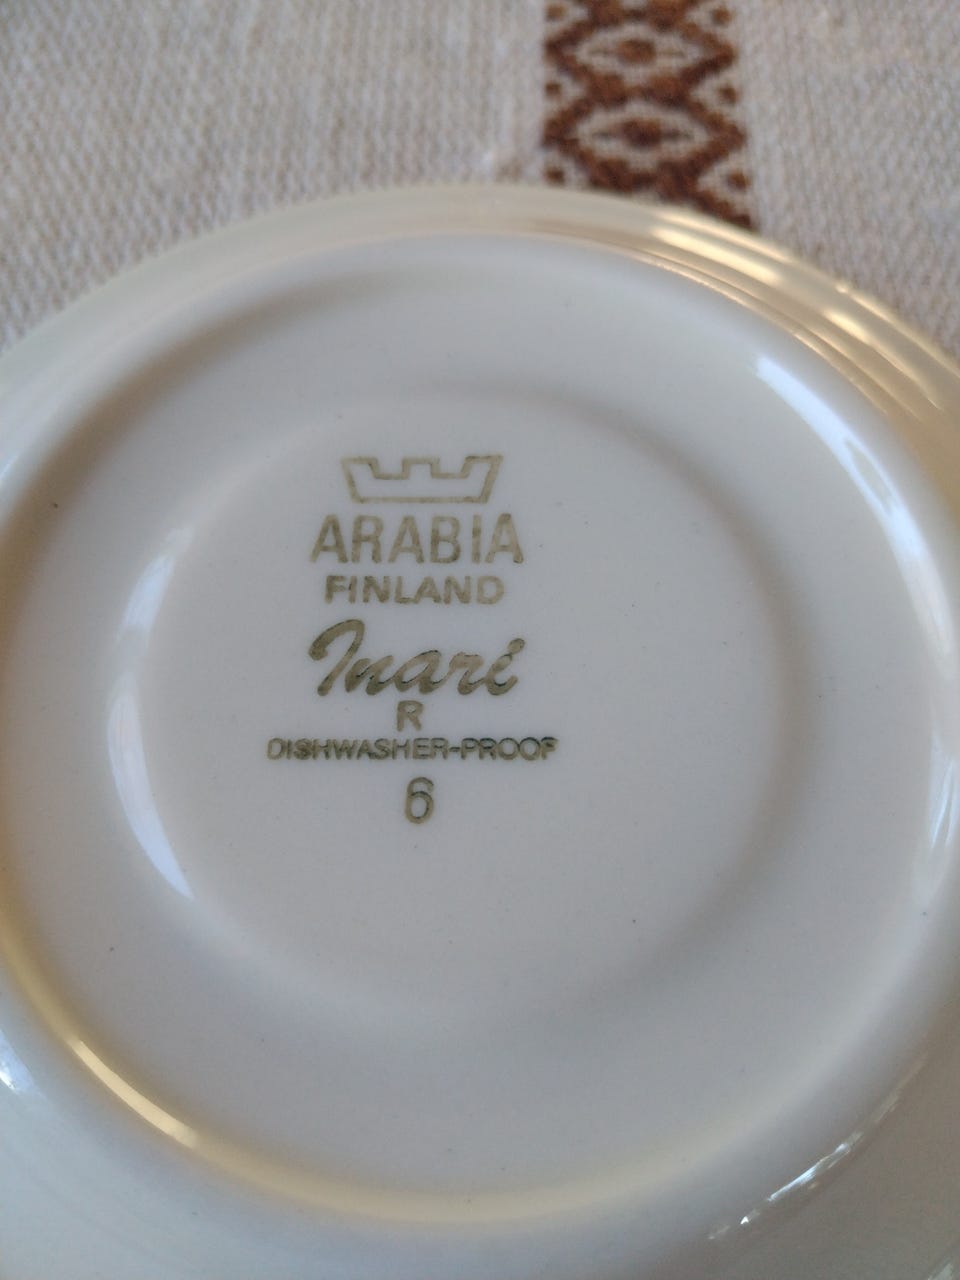 ARABIA
FINLAND
Inari
R
DISHWASHER-PROOF
6